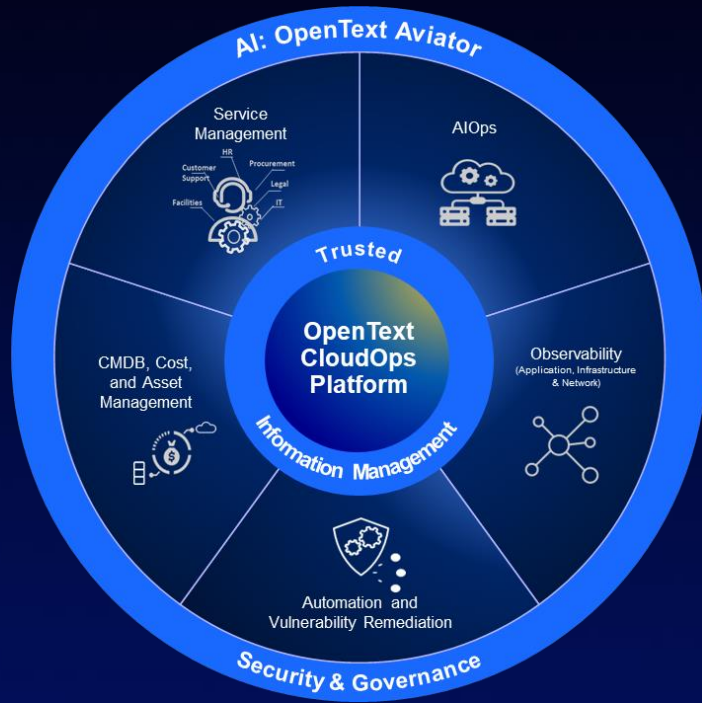 AI: OpenText Aviator
Service
Management
HR
Customer
Support
Procurement
Legal
Facilities
IT
AIOps
Trusted
OpenText
CloudOps
Platform
Information Management
CMDB, Cost,
and Asset
Management
$
Observability
(Application, Infrastructure
& Network)
Automation and
Vulnerability Remediation
Security & Governance